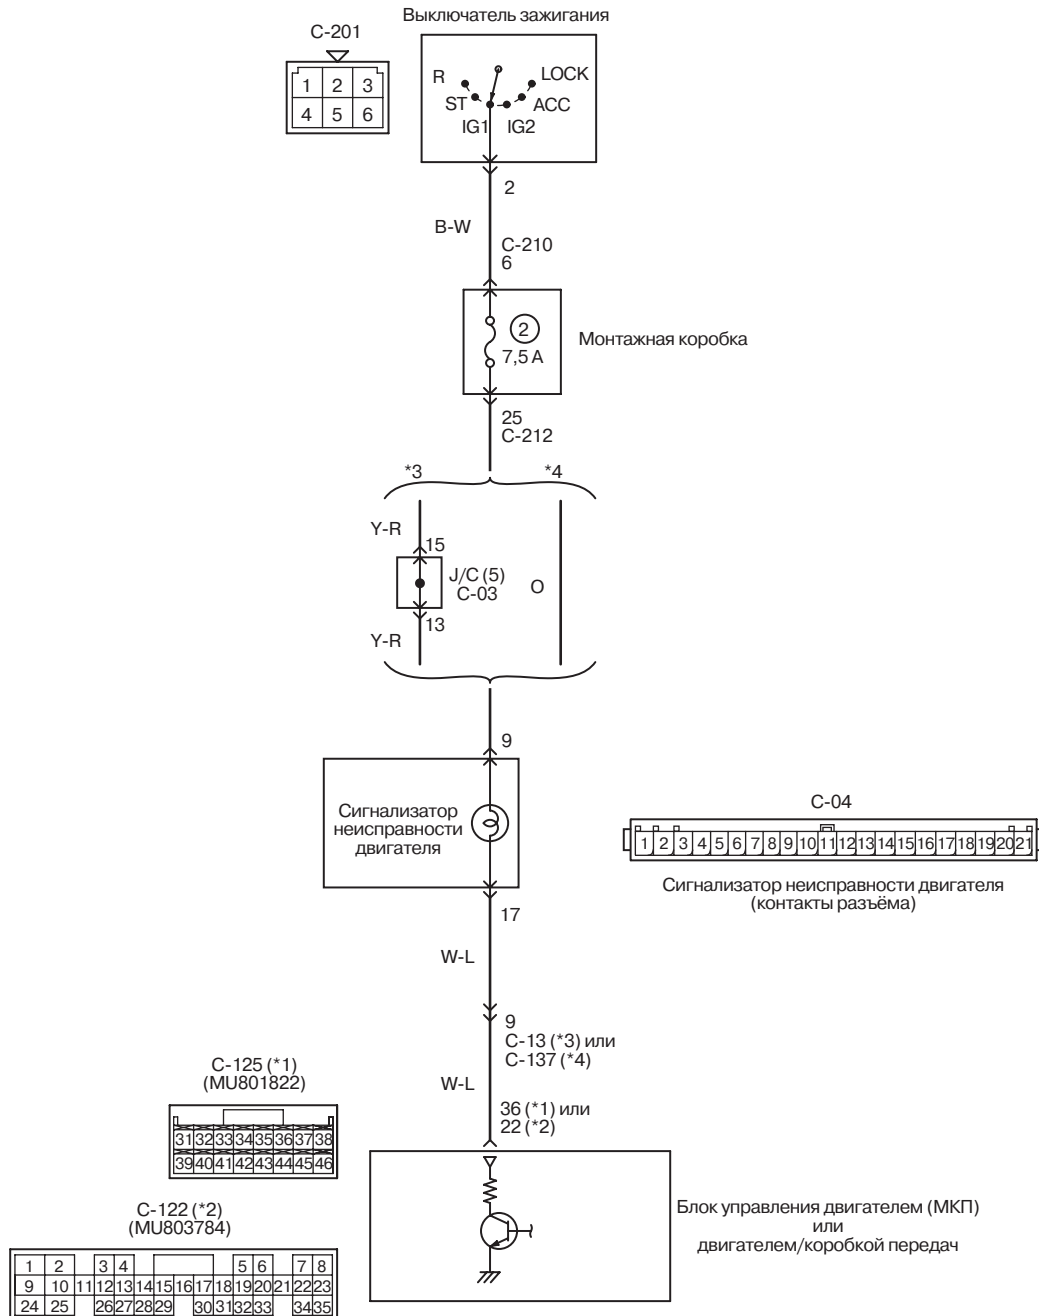 Выключатель зажигания
C-201
1 2 3
4 5 6
R
LOCK
ST
ACC
IG1
IG2
2
B-W
C-210
6
2
7,5 A
Монтажная коробка
25
C-212
*3
*4
Y-R
15
J/C (5)
C-03
O
13
Y-R
9
Сигнализатор
неисправности
двигателя
C-04
1 2 3 4 5 6 7 8 9 10 11 12 13 14 15 16 17 18 19 20 21
Сигнализатор неисправности двигателя
(контакты разъёма)
17
W-L
9
C-13 (*3) или
C-137 (*4)
C-125 (*1)
(MU801822)
W-L
36 (*1) или
22 (*2)
31 32 33 34 35 36 37 38
39 40 41 42 43 44 45 46
C-122 (*2)
(MU803784)
Блок управления двигателем (МКП)
или
двигателем/коробкой передач
1 2 3 4 5 6 7 8
9 10 11 12 13 14 15 16 17 18 19 20 21 22 23
24 25 26 27 28 29 30 31 32 33 34 35